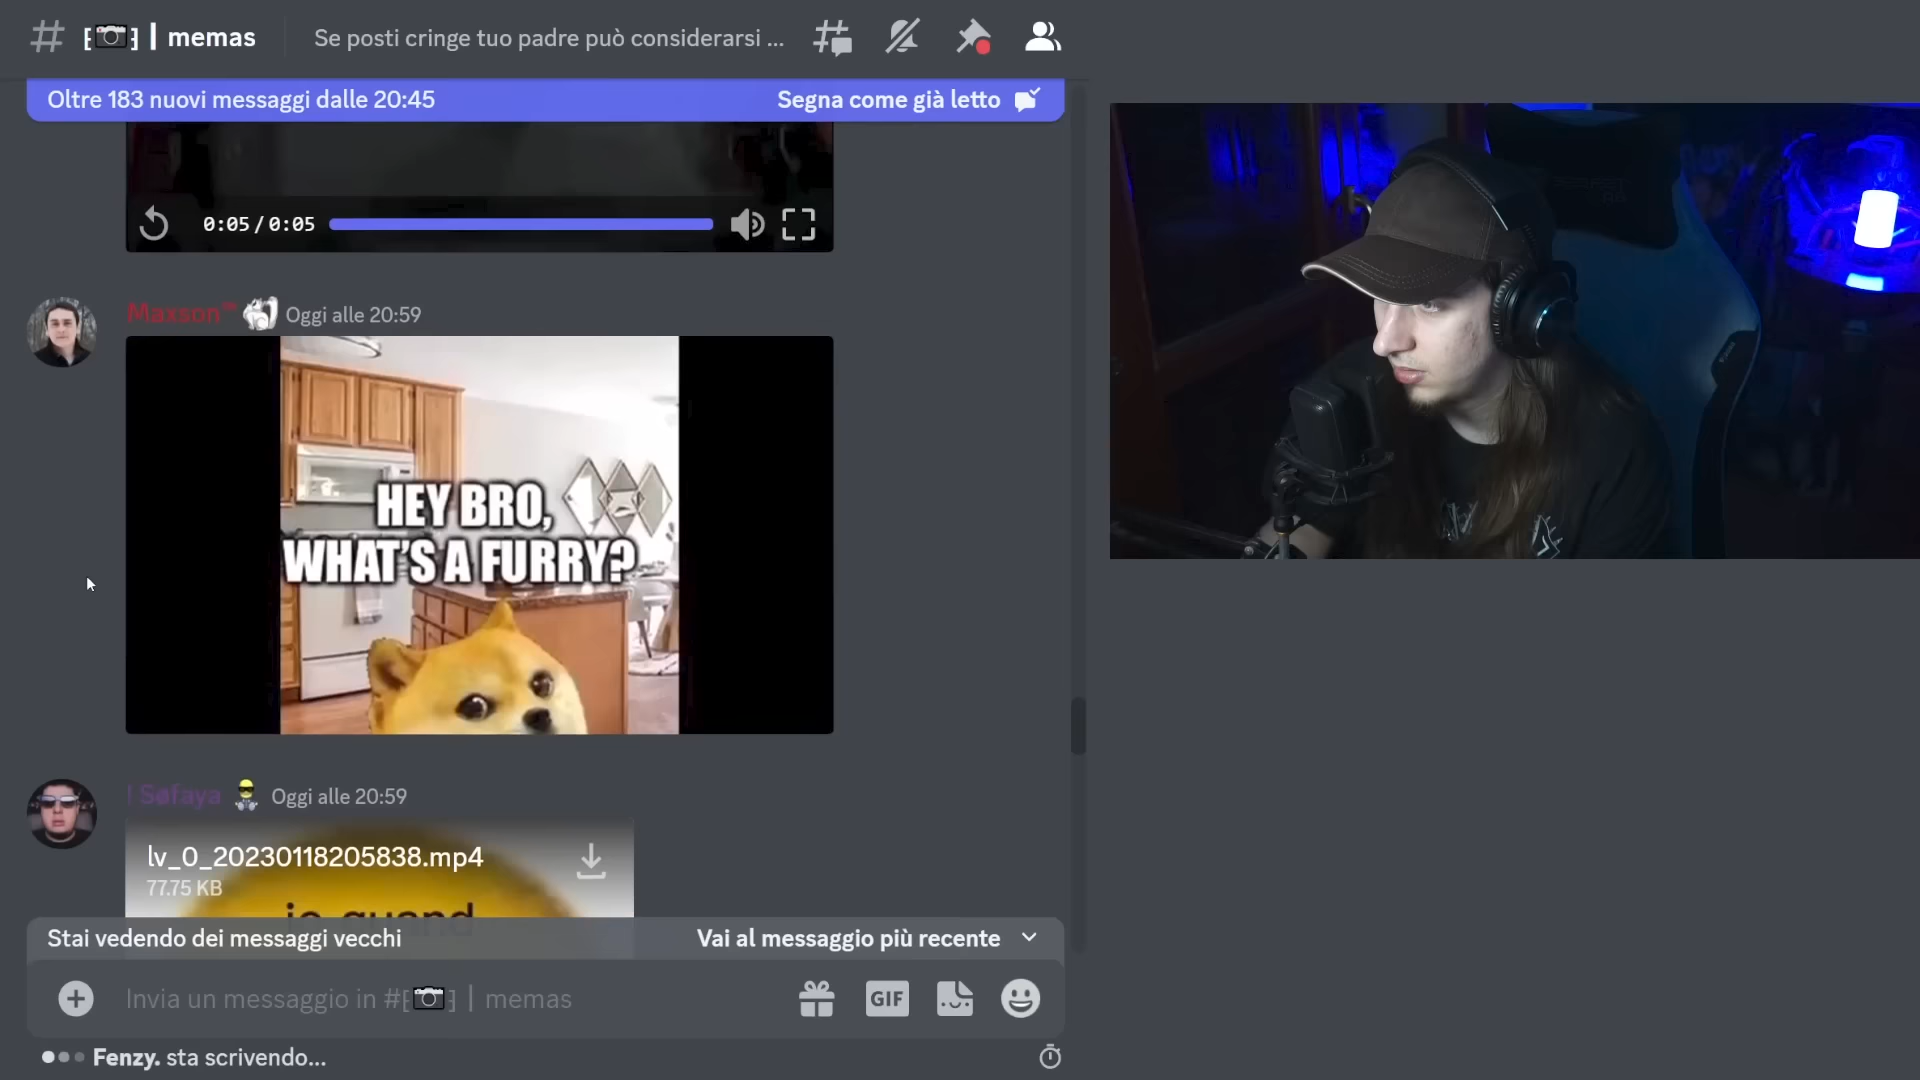 [📷] | memas
Se posti cringe tuo padre può considerarsi ...
Oltre 183 nuovi messaggi dalle 20:45
Segna come già letto
0:05 / 0:05
Maxson™ Oggi alle 20:59
HEY BRO,
WHAT'S A FURRY?
! Søfaya Oggi alle 20:59
lv_0_20230118205838.mp4
77.75 KB
io quand
Stai vedendo dei messaggi vecchi
Vai al messaggio più recente
Invia un messaggio in #[📷] | memas
GIF
Fenzy. sta scrivendo...